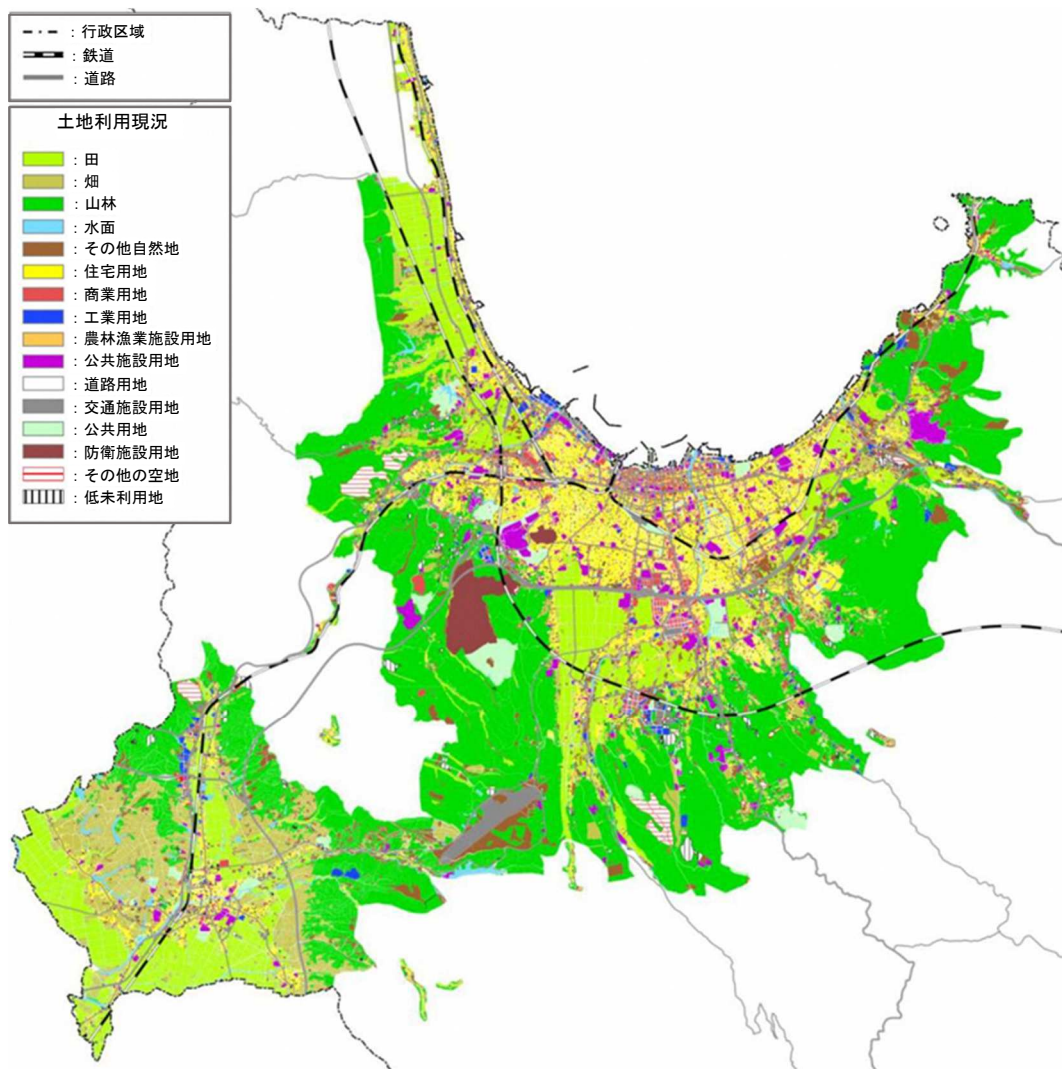 ：行政区域
：鉄道
：道路
土地利用現況
：田
：畑
：山林
：水面
：その他自然地
：住宅用地
：商業用地
：工業用地
：農林漁業施設用地
：公共施設用地
：道路用地
：交通施設用地
：公共用地
：防衛施設用地
：その他の空地
：低未利用地